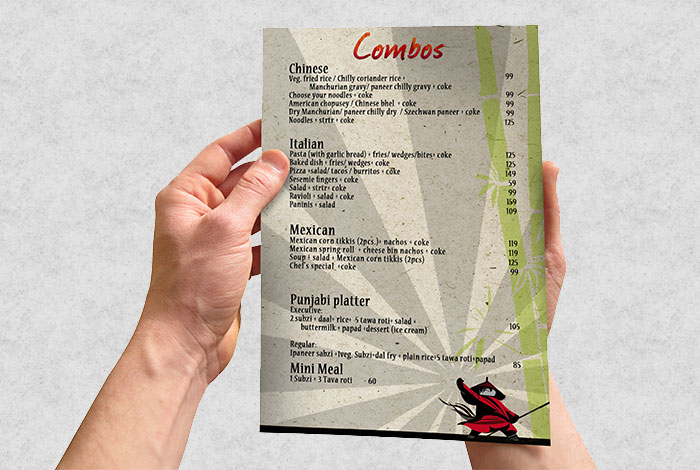 Combos
Chinese
Veg. fried rice / Chilly coriander rice + 99
Manchurian gravy/ paneer chilly gravy + coke
Choose your noodles + coke 99
American chopusey/ Chinese bhel + coke 99
Dry Manchurian/ paneer chilly dry / Szechwan paneer + coke 99
Noodles + strtr + coke 125
Italian
Pasta (with garlic bread) + fries/ wedges/bites+ coke 125
Baked dish + fries/ wedges+ coke 125
Pizza +salad/ tacos / burritos + coke 149
Sesemie fingers + coke 59
Salad + strtr+ coke 99
Ravioli + salad + coke 159
Paninis + salad 109
Mexican
Mexican corn tikkis (2pcs.)+ nachos + coke 119
Mexican spring roll + cheese bin nachos + coke 119
Soup + salad + Mexican corn tikkis (2pcs) 125
Chef's special +coke 99
Punjabi platter
Executive:
2 subzi + daal+ rice+ 5 tawa roti+ salad + 105
buttermilk + papad +dessert (ice cream)
Regular:
1paneer sabzi +1veg. Subzi+dal fry + plain rice+5 tawa roti+papad 85
Mini Meal
1 Subzi + 3 Tava roti - 60